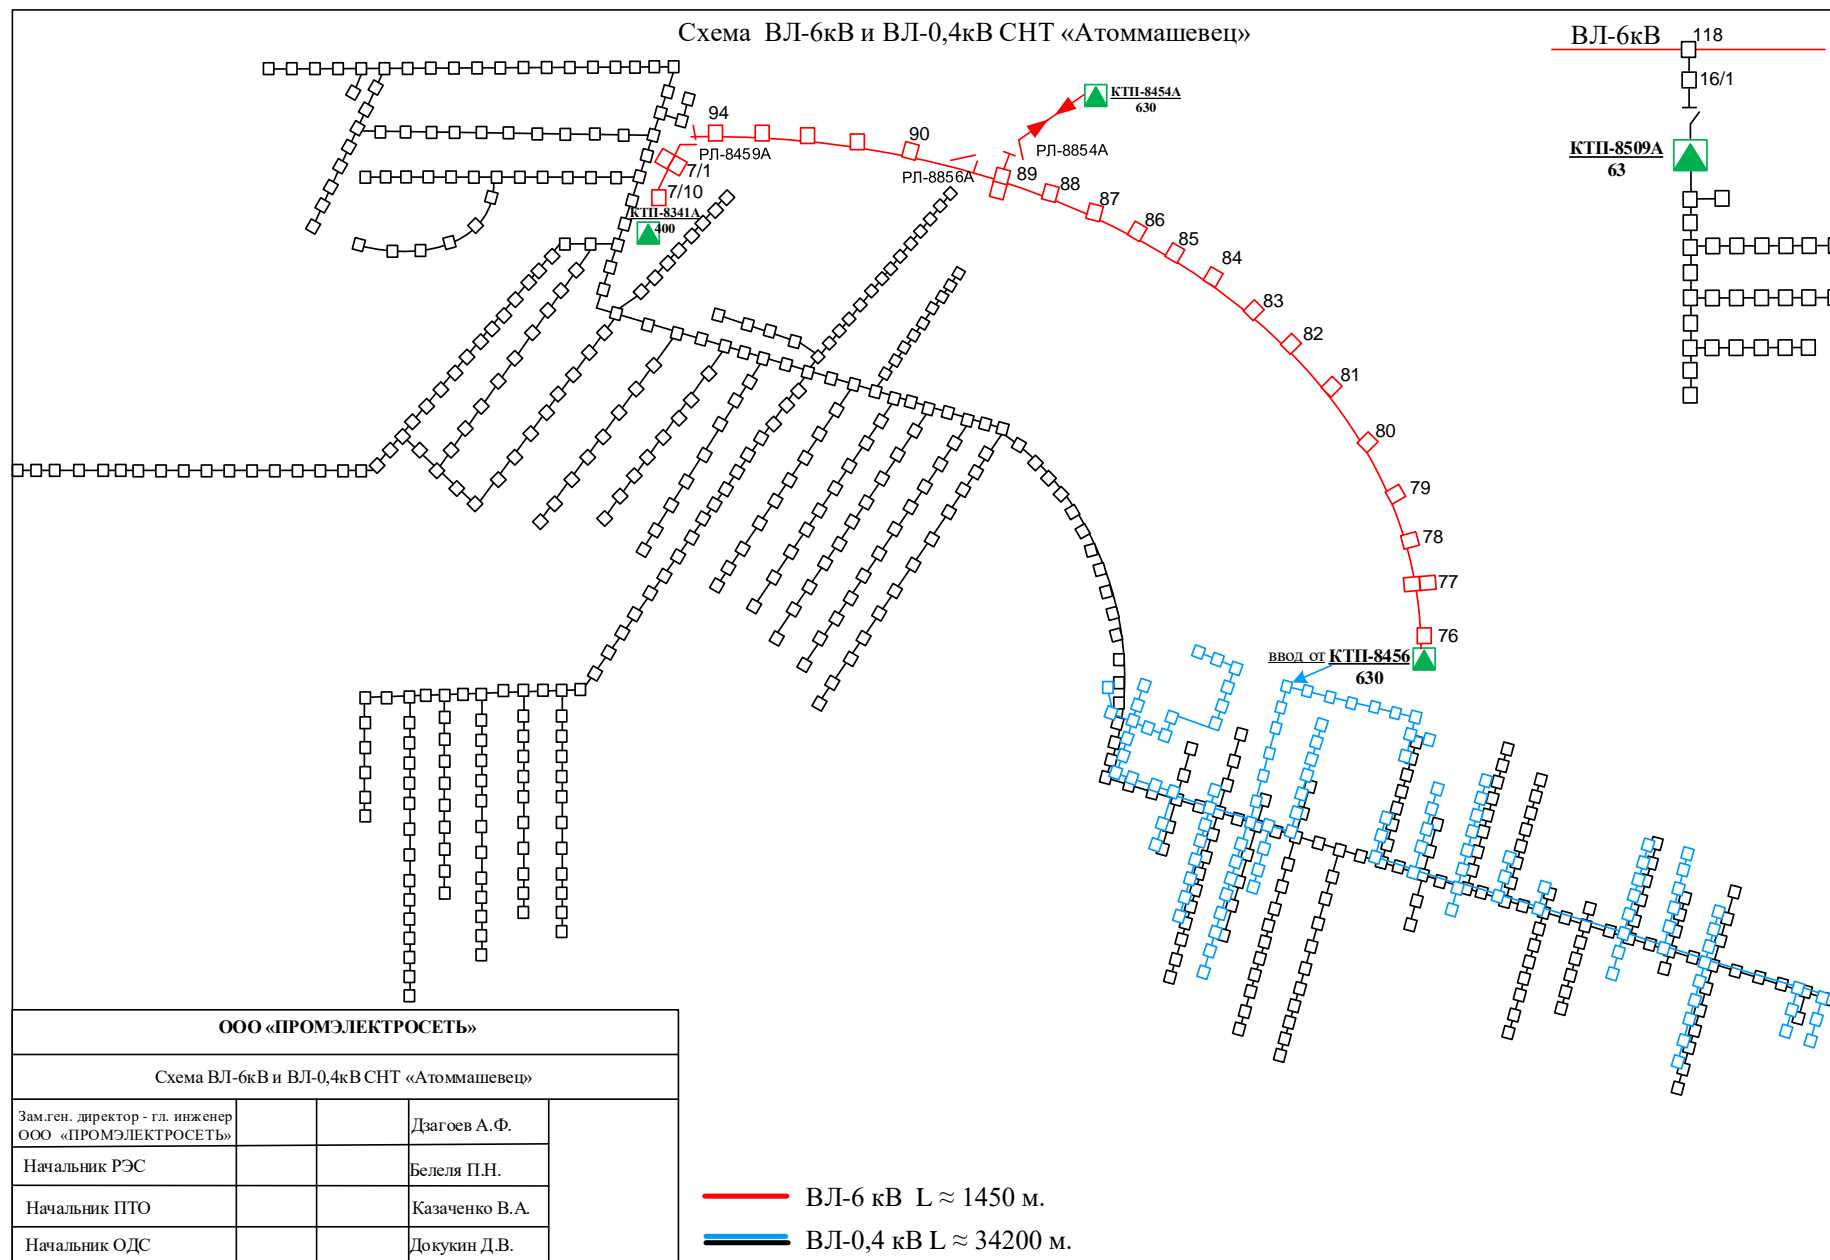 Схема ВЛ-6кВ и ВЛ-0,4кВ СНТ «Атоммашевец»
ВЛ-6кВ
118
16/1
КТП-8509А
63
КТП-8454А
630
94
90
РЛ-8459А
РЛ-8854А
РЛ-8856А
7/1
7/10
КТП-8341А
400
89
88
87
86
85
84
83
82
81
80
79
78
77
76
ввод от КТП-8456
630
ООО «ПРОМЭЛЕКТРОСЕТЬ»
Схема ВЛ-6кВ и ВЛ-0,4кВ СНТ «Атоммашевец»
Зам.ген. директор - гл. инженер
ООО «ПРОМЭЛЕКТРОСЕТЬ»
Дзагоев А.Ф.
Начальник РЭС
Белеля П.Н.
Начальник ПТО
Казаченко В.А.
Начальник ОДС
Докукин Д.В.
ВЛ-6 кВ L ≈ 1450 м.
ВЛ-0,4 кВ L ≈ 34200 м.